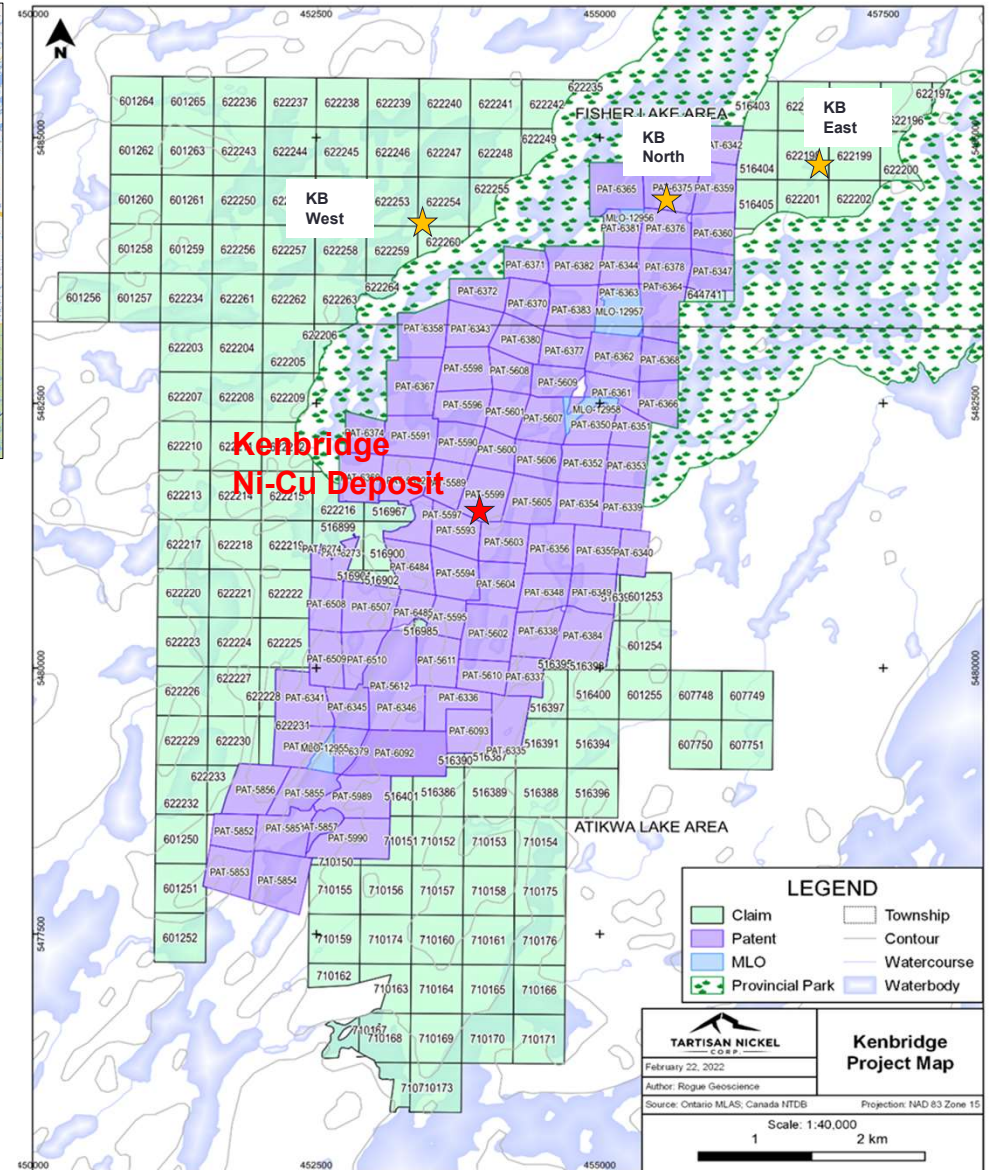 450000 452500 455000 457500
N
622235
601264 601265 622236 622237 622238 622239 622240 622241 622242
516403
KB
East
622197
FISHER LAKE AREA
622196
5485000
KB
North
622249
601262 601263 622243 622244 622245 622246 622247 622248
622199
516404
622200
KB
West
PAT-6365 PAT-6375 PAT-6359
622255
601260 601261 622250 622253 622254
516405 622201 622202
MLO-12956
PAT-6381 PAT-6376 PAT-6360
601258 601259 622256 622257 622258 622259 622260
PAT-6371 PAT-6382 PAT-6344 PAT-6378 PAT-6347
622264 PAT-6372 PAT-6363 PAT-6364 644741
601256 601257 622234 622261 622262 622263
PAT-6370 PAT-6383 MLO-12957
PAT-6358 PAT-6343
622206 PAT-6380
622203 622204 622205 PAT-6377 PAT-6362 PAT-6368
PAT-5598 PAT-5608
PAT-6367 PAT-5609
622207 622208 622209 PAT-6361
PAT-5596 PAT-5601 PAT-5607 MLO-12958 PAT-6366
5482500
PAT-6350 PAT-6351
PAT-6374 PAT-5591
Kenbridge
622210 PAT-5590 PAT-5600
PAT-5606 PAT-6352 PAT-6353
Ni-Cu Deposit
622213 622214 622215 PAT-5599
PAT-5605 PAT-6354 PAT-6339
622216 516967 PAT-5597
516899 PAT-5593
622217 622218 622219 516900 PAT-5603 PAT-6356 PAT-6355 PAT-6340
PAT-6484 PAT-5594
516902 PAT-5604
622220 622221 622222 PAT-6348 PAT-6349 601253
PAT-6508 PAT-6507 PAT-6485 PAT-5595
516985 PAT-5602 PAT-6338 PAT-6384
622223 622224 622225 601254
PAT-6509 PAT-6510 PAT-5611 516395 516398
5480000
622227 PAT-5610 PAT-6337
622226 622228 PAT-5612
PAT-6341 PAT-6336 516400 601255 607748 607749
PAT-6345 PAT-6346 516397
622231 PAT-6093
622229 622230 MLO-12955 PAT-6379 PAT-6092 PAT-6335 516391 516394 607750 607751
516390 516387
622233
622232 PAT-5856 PAT-5855 PAT-5989 516401 516386 516389 516388 516396
PAT-5852 PAT-5851 PAT-5857 ATIKWA LAKE AREA
601250 PAT-5990 710151 710152 710153 710154
710150
PAT-5853 PAT-5854
601251 710155 710156 710157 710158 710175
5477500
601252 710159 710174 710160 710161 710176
710162
710163 710164 710165 710166
710167
710168 710169 710170 710171
710173
LEGEND
Claim Township
Patent Contour
MLO Watercourse
Provincial Park Waterbody
TARTISAN NICKEL
CORP.
Kenbridge
Project Map
February 22, 2022
Author: Rogue Geoscience
Source: Ontario MLAS; Canada NTDB Projection: NAD 83 Zone 15
Scale: 1:40,000
1 2 km
450000 452500 455000